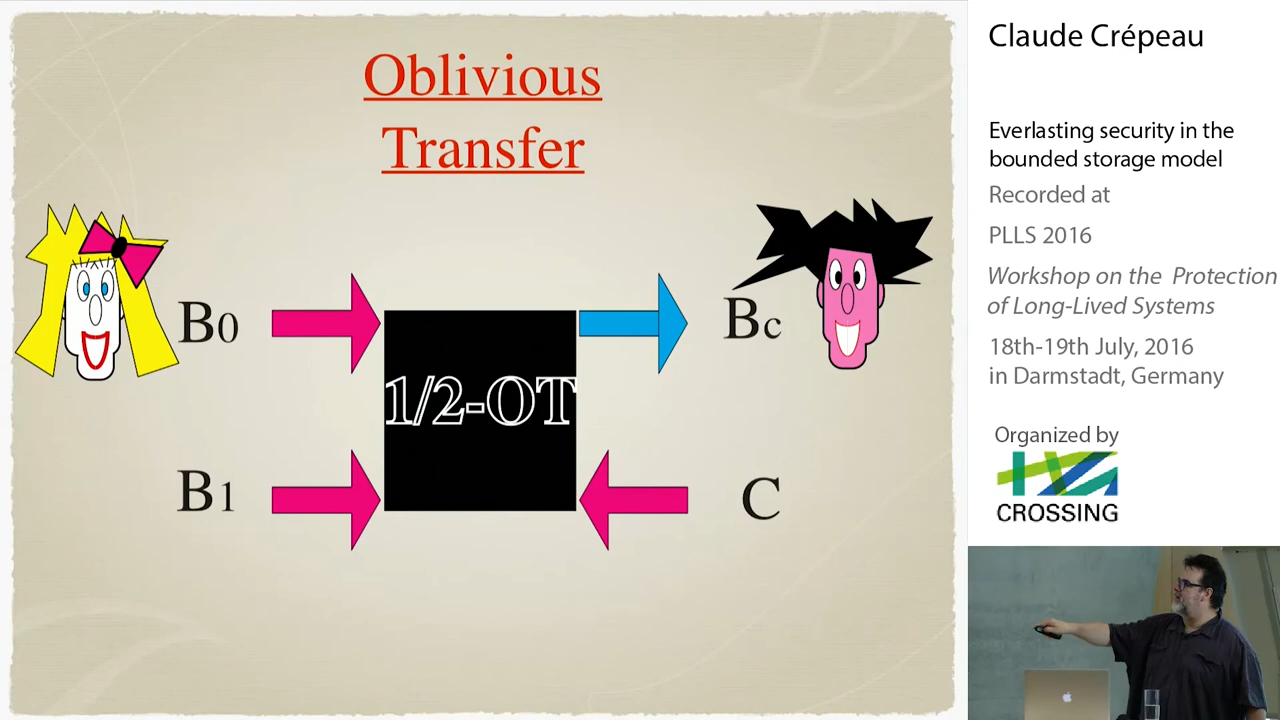 Oblivious
Transfer
B0
1/2-OT
Bc
B1
C
Claude Crépeau
Everlasting security in the
bounded storage model
Recorded at
PLLS 2016
Workshop on the Protection
of Long-Lived Systems
18th-19th July, 2016
in Darmstadt, Germany
Organized by
CROSSING